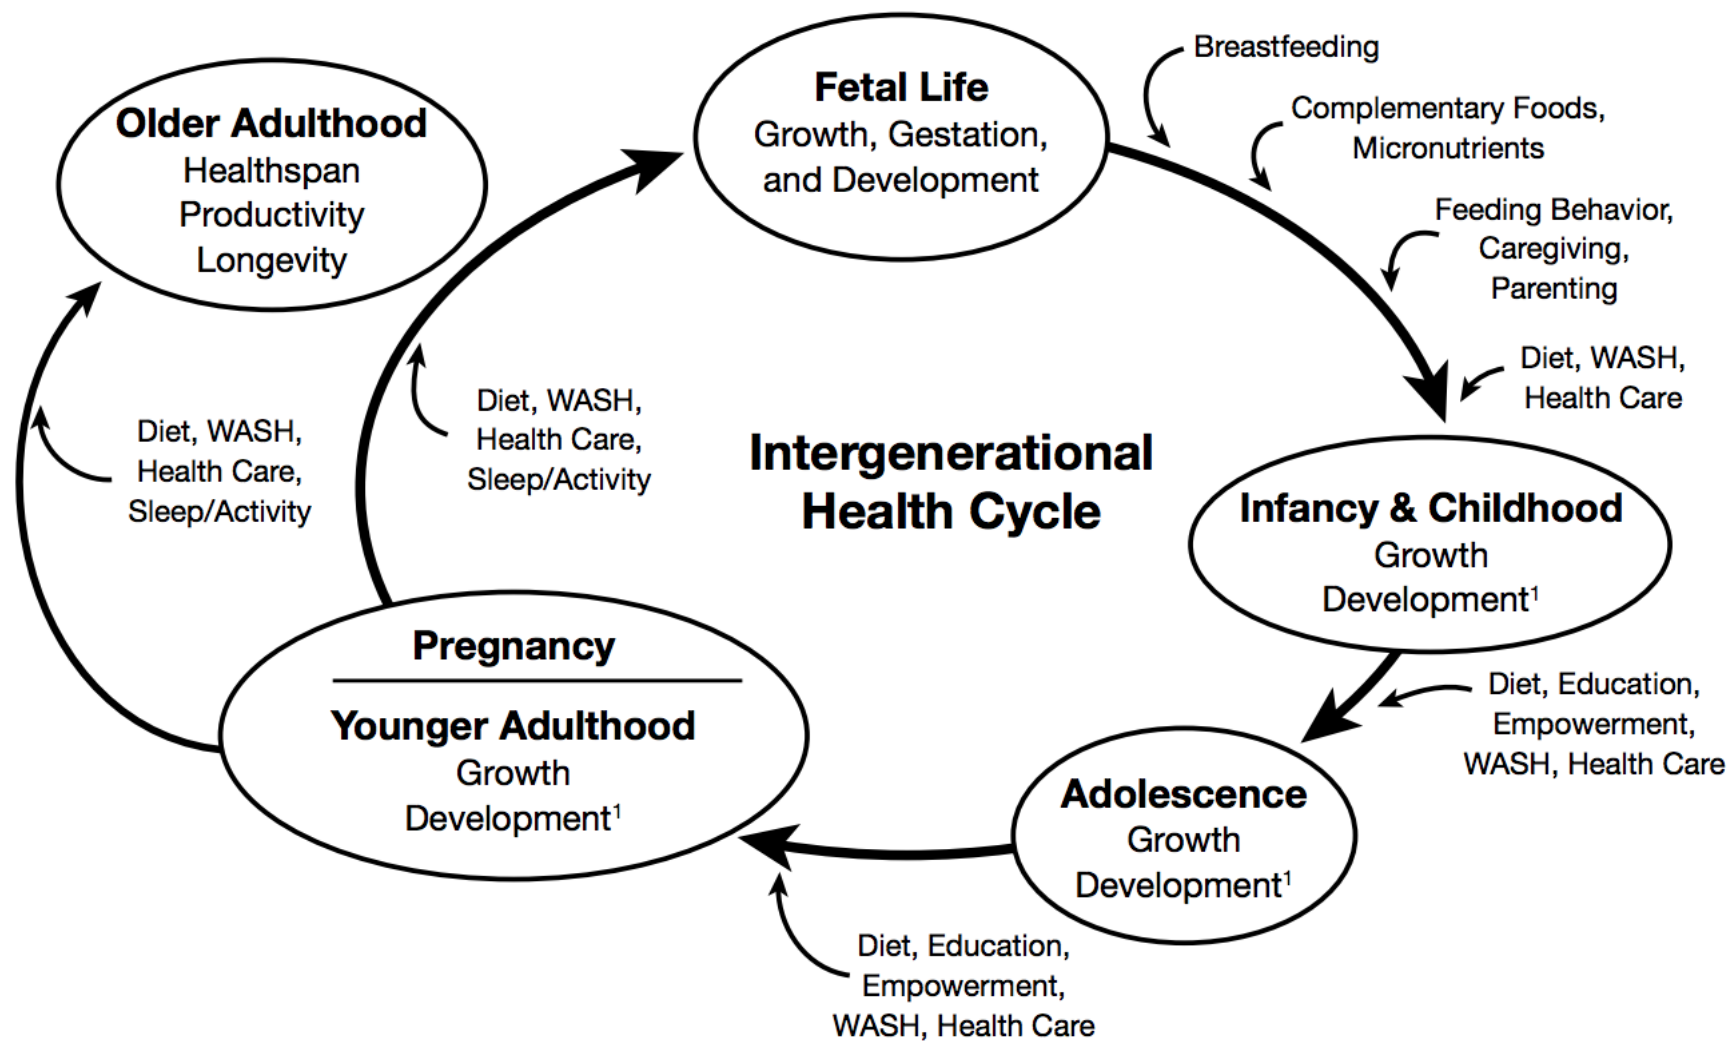 Fetal Life
Growth, Gestation,
and Development
Breastfeeding
Complementary Foods,
Micronutrients
Feeding Behavior,
Caregiving,
Parenting
Diet, WASH,
Health Care
Infancy & Childhood
Growth
Development¹
Diet, Education,
Empowerment,
WASH, Health Care
Adolescence
Growth
Development¹
Diet, Education,
Empowerment,
WASH, Health Care
Pregnancy
Younger Adulthood
Growth
Development¹
Diet, WASH,
Health Care,
Sleep/Activity
Diet, WASH,
Health Care,
Sleep/Activity
Older Adulthood
Healthspan
Productivity
Longevity
Intergenerational
Health Cycle